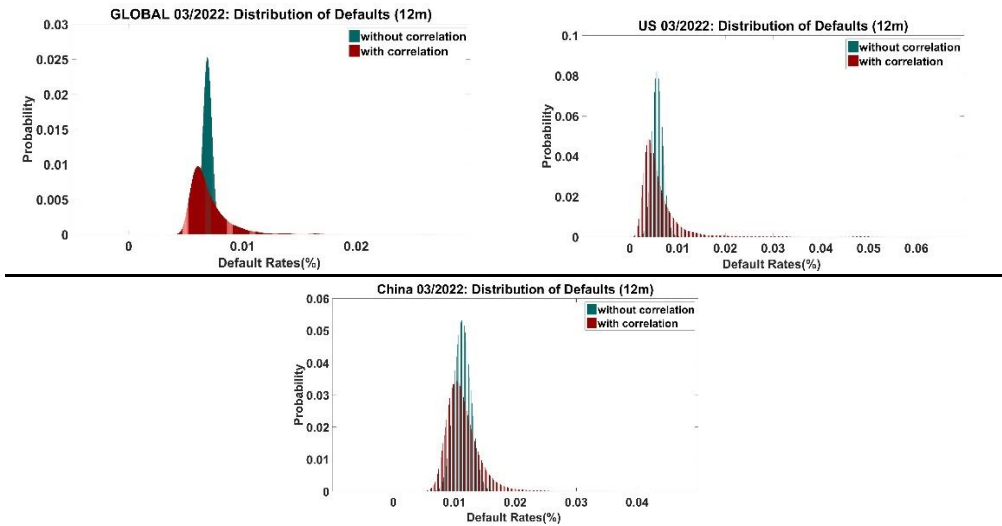 GLOBAL 03/2022: Distribution of Defaults (12m)
0.03
0.025
0.02
0.015
0.01
0.005
0
Probability
without correlation
with correlation
0
0.01
0.02
Default Rates(%)
US 03/2022: Distribution of Defaults (12m)
0.1
0.08
0.06
0.04
0.02
0
Probability
without correlation
with correlation
0
0.01
0.02
0.03
0.04
0.05
0.06
Default Rates(%)
China 03/2022: Distribution of Defaults (12m)
0.06
0.05
0.04
0.03
0.02
0.01
0
Probability
without correlation
with correlation
0
0.01
0.02
0.03
0.04
Default Rates(%)